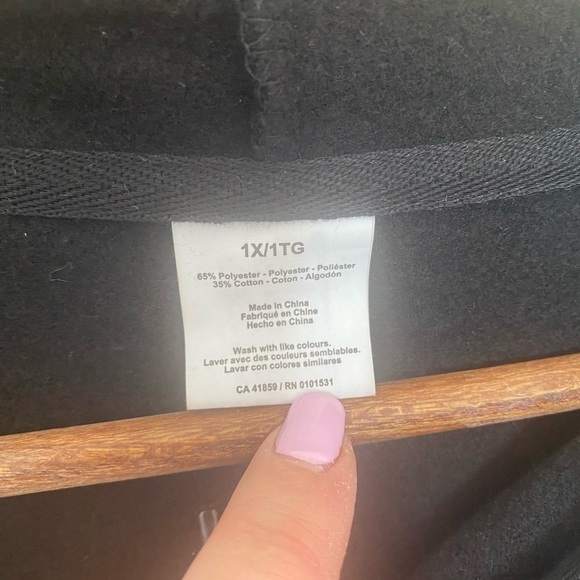 1X/1TG
65% Polyester - Polyester - Poliéster
35% Cotton - Coton - Algodón
Made in China
Fabriqué en Chine
Hecho en China
Wash with like colours.
Laver avec des couleurs semblables.
Lavar con colores similares
CA 41859 / RN 0101531